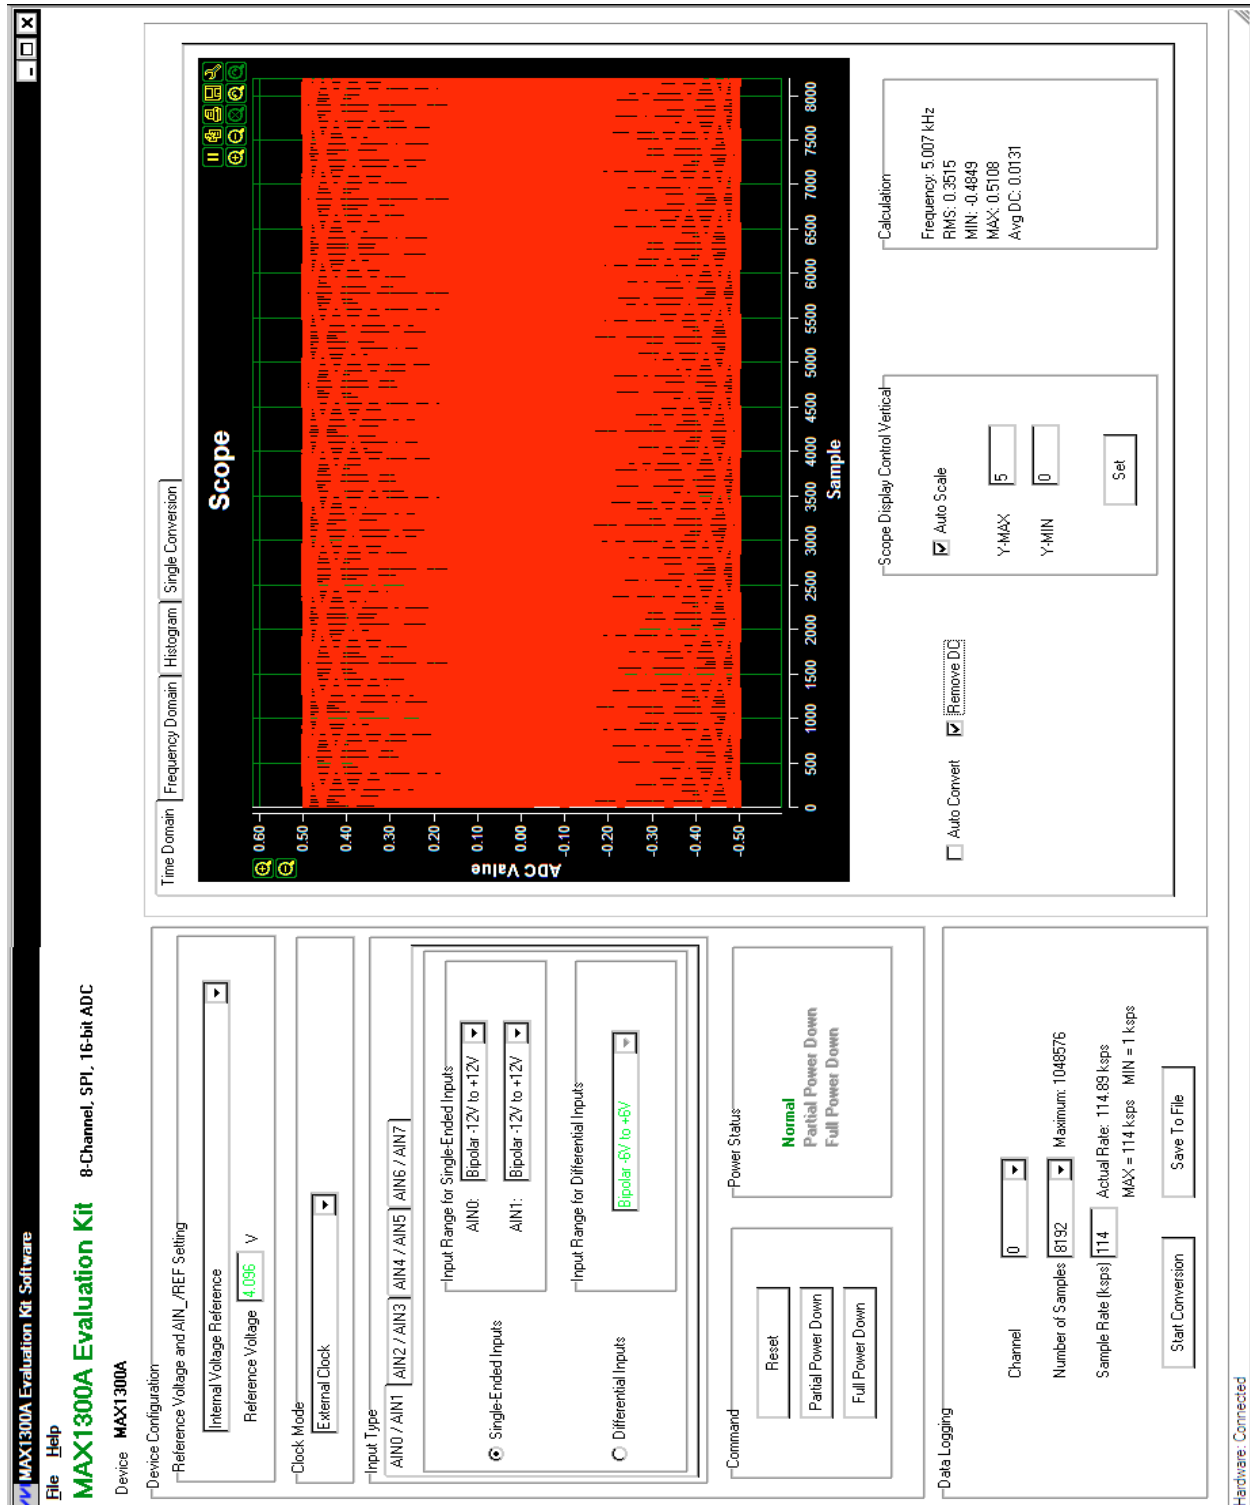 MAX1300A Evaluation Kit Software
File Help
MAX1300A Evaluation Kit 8-Channel, SPI, 16-bit ADC
Device MAX1300A
Device Configuration
Reference Voltage and AIN_/REF Setting
Internal Voltage Reference
Reference Voltage 4.096 V
Clock Mode
External Clock
Input Type
AIN0 / AIN1 AIN2 / AIN3 AIN4 / AIN5 AIN6 / AIN7
Single-Ended Inputs
Input Range for Single-Ended Inputs
AIN0: Bipolar -12V to +12V
AIN1: Bipolar -12V to +12V
Differential Inputs
Input Range for Differential Inputs
Bipolar -6V to +6V
Command
Reset
Partial Power Down
Full Power Down
Power Status
Normal
Partial Power Down
Full Power Down
Data Logging
Channel 0
Number of Samples 8192 Maximum: 1048576
Sample Rate (ksps) 114 Actual Rate: 114.89 ksps
MAX = 114 ksps MIN = 1 ksps
Start Conversion Save To File
Time Domain Frequency Domain Histogram Single Conversion
Scope
0.60
0.50
0.40
0.30
0.20
0.10
0.00
-0.10
-0.20
-0.30
-0.40
-0.50
ADC Value
0 500 1000 1500 2000 2500 3000 3500 4000 4500 5000 5500 6000 6500 7000 7500 8000
Sample
Auto Convert Remove DC
Scope Display Control Vertical
Auto Scale
Y-MAX 5
Y-MIN 0
Set
Calculation
Frequency: 5.007 kHz
RMS: 0.3515
MIN: -0.4849
MAX: 0.5108
Avg DC: 0.0131
Hardware: Connected